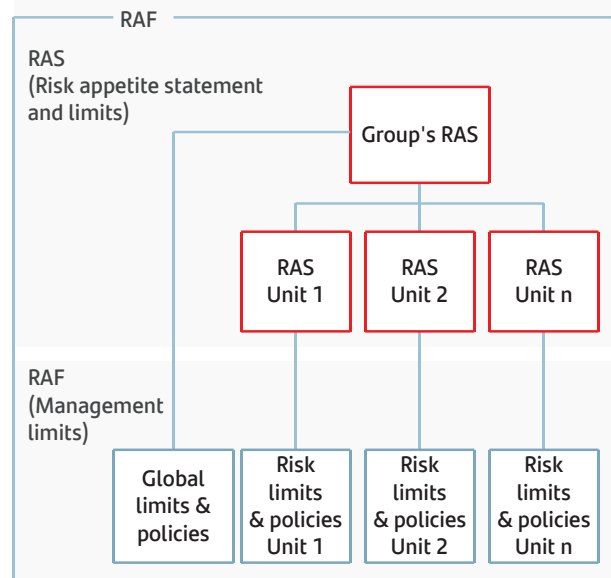 RAF
RAS
(Risk appetite statement
and limits)
Group's RAS
RAS
Unit 1
RAS
Unit 2
RAS
Unit n
RAF
(Management
limits)
Global
limits &
policies
Risk
limits
& policies
Unit 1
Risk
limits
& policies
Unit 2
Risk
limits
& policies
Unit n